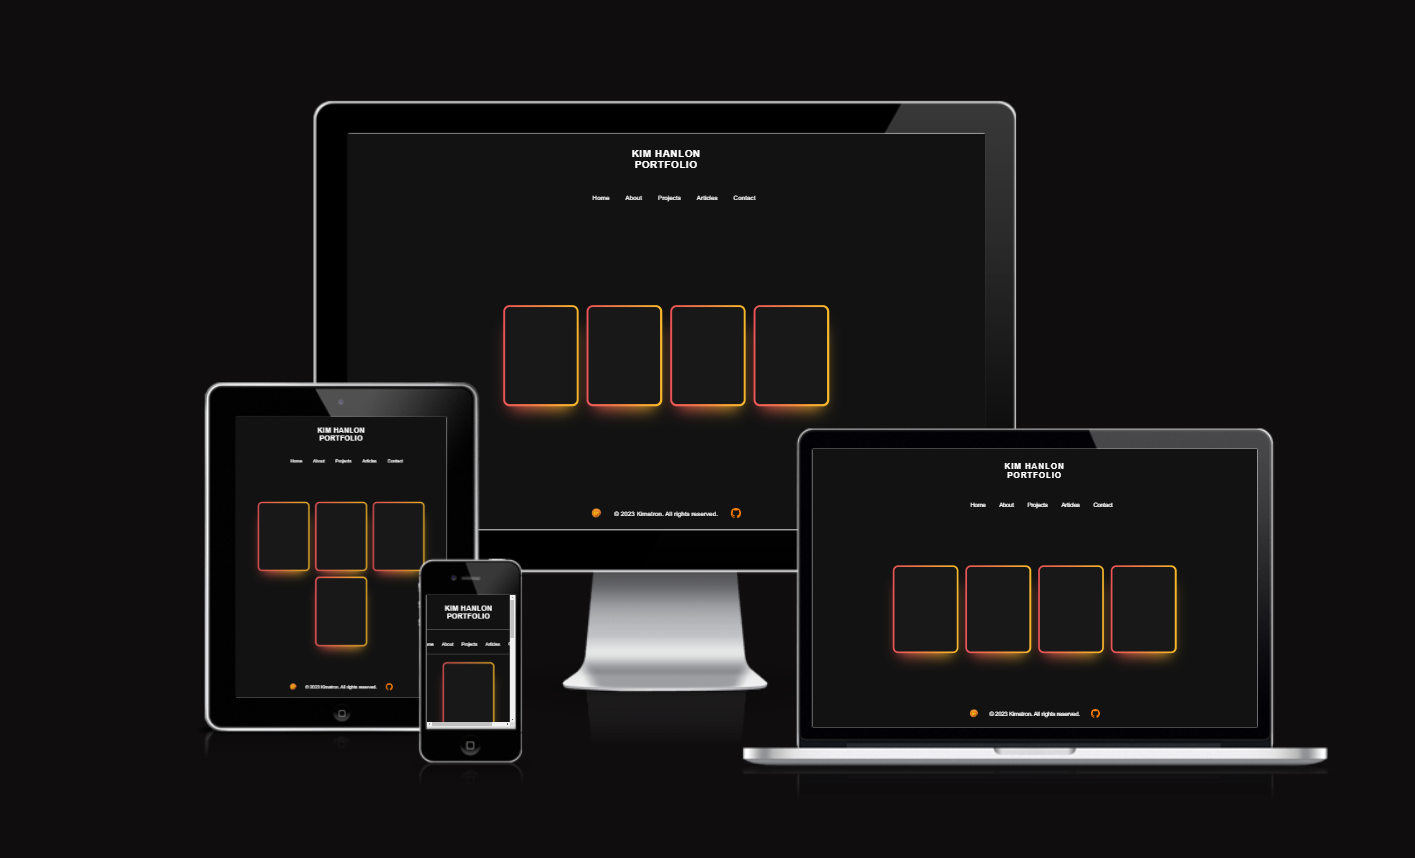 KIM HANLON
PORTFOLIO
Home About Projects Articles Contact
© 2023 Kimatron. All rights reserved.
KIM HANLON
PORTFOLIO
Home About Projects Articles Contact
© 2023 Kimatron. All rights reserved.
KIM HANLON
PORTFOLIO
About Projects Articles
KIM HANLON
PORTFOLIO
Home About Projects Articles Contact
© 2023 Kimatron. All rights reserved.